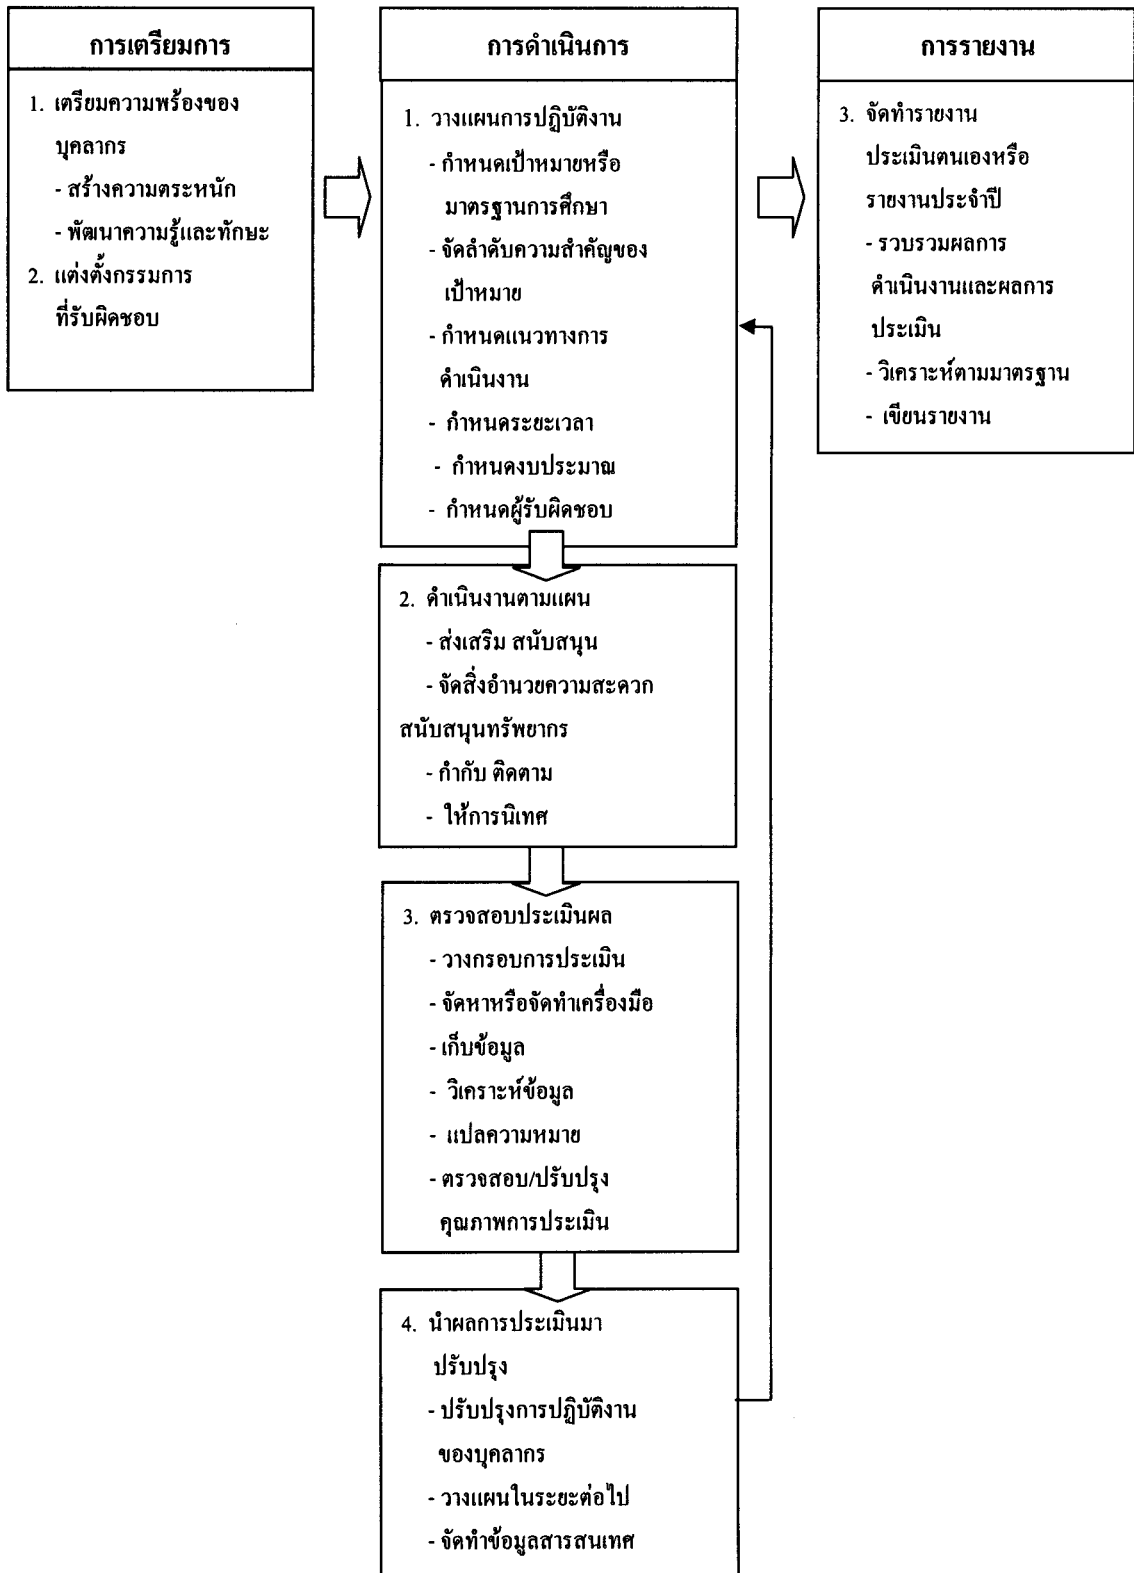 การเตรียมการ
1. เตรียมความพร้องของ
บุคลากร
- สร้างความตระหนัก
- พัฒนาความรู้และทักษะ
2. แต่งตั้งกรรมการ
ที่รับผิดชอบ
การดำเนินการ
1. วางแผนการปฏิบัติงาน
- กำหนดเป้าหมายหรือ
มาตรฐานการศึกษา
- จัดลำดับความสำคัญของ
เป้าหมาย
- กำหนดแนวทางการ
ดำเนินงาน
- กำหนดระยะเวลา
- กำหนดงบประมาณ
- กำหนดผู้รับผิดชอบ
2. ดำเนินงานตามแผน
- ส่งเสริม สนับสนุน
- จัดสิ่งอำนวยความสะดวก
สนับสนุนทรัพยากร
- กำกับ ติดตาม
- ให้การนิเทศ
3. ตรวจสอบประเมินผล
- วางกรอบการประเมิน
- จัดหาหรือจัดทำเครื่องมือ
- เก็บข้อมูล
- วิเคราะห์ข้อมูล
- แปลความหมาย
- ตรวจสอบ/ปรับปรุง
คุณภาพการประเมิน
4. นำผลการประเมินมา
ปรับปรุง
- ปรับปรุงการปฏิบัติงาน
ของบุคลากร
- วางแผนในระยะต่อไป
- จัดทำข้อมูลสารสนเทศ
การรายงาน
3. จัดทำรายงาน
ประเมินตนเองหรือ
รายงานประจำปี
- รวบรวมผลการ
ดำเนินงานและผลการ
ประเมิน
- วิเคราะห์ตามมาตรฐาน
- เขียนรายงาน